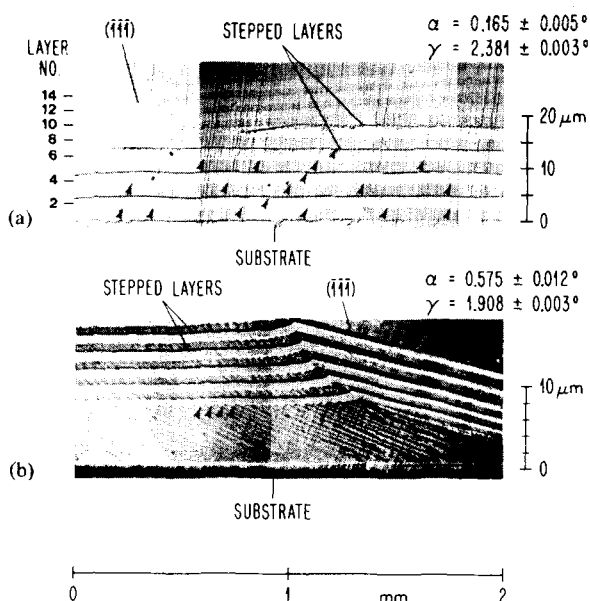 (1̄1̄1̄)
STEPPED LAYERS
α = 0.165 ± 0.005°
γ = 2.381 ± 0.003°
LAYER
NO.
14
12
10
8
6
4
2
20 μm
10
0
(a)
SUBSTRATE
STEPPED LAYERS
(1̄1̄1̄)
α = 0.575 ± 0.012°
γ = 1.908 ± 0.003°
10 μm
0
(b)
SUBSTRATE
0 1 mm 2